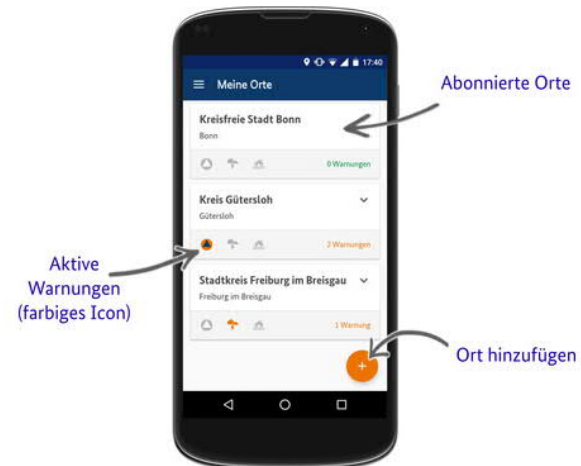 17:40
Meine Orte
Abonnierte Orte
Kreisfreie Stadt Bonn
Bonn
0 Warnungen
Kreis Gütersloh
Gütersloh
2 Warnungen
Aktive
Warnungen
(farbiges Icon)
Stadtkreis Freiburg im Breisgau
Freiburg im Breisgau
1 Warnung
+
Ort hinzufügen